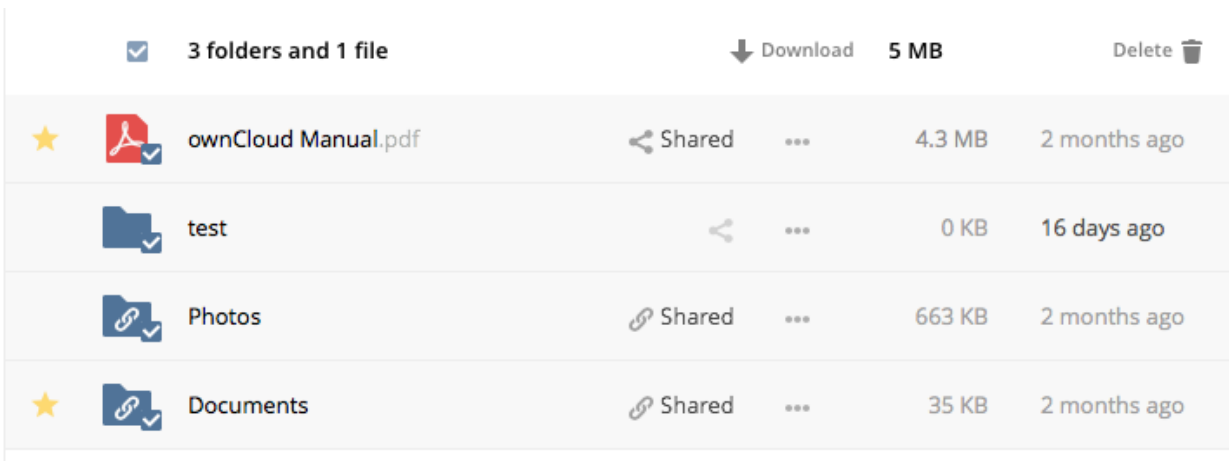 3 folders and 1 file Download 5 MB Delete
ownCloud Manual.pdf Shared ... 4.3 MB 2 months ago
test ... 0 KB 16 days ago
Photos Shared ... 663 KB 2 months ago
Documents Shared ... 35 KB 2 months ago